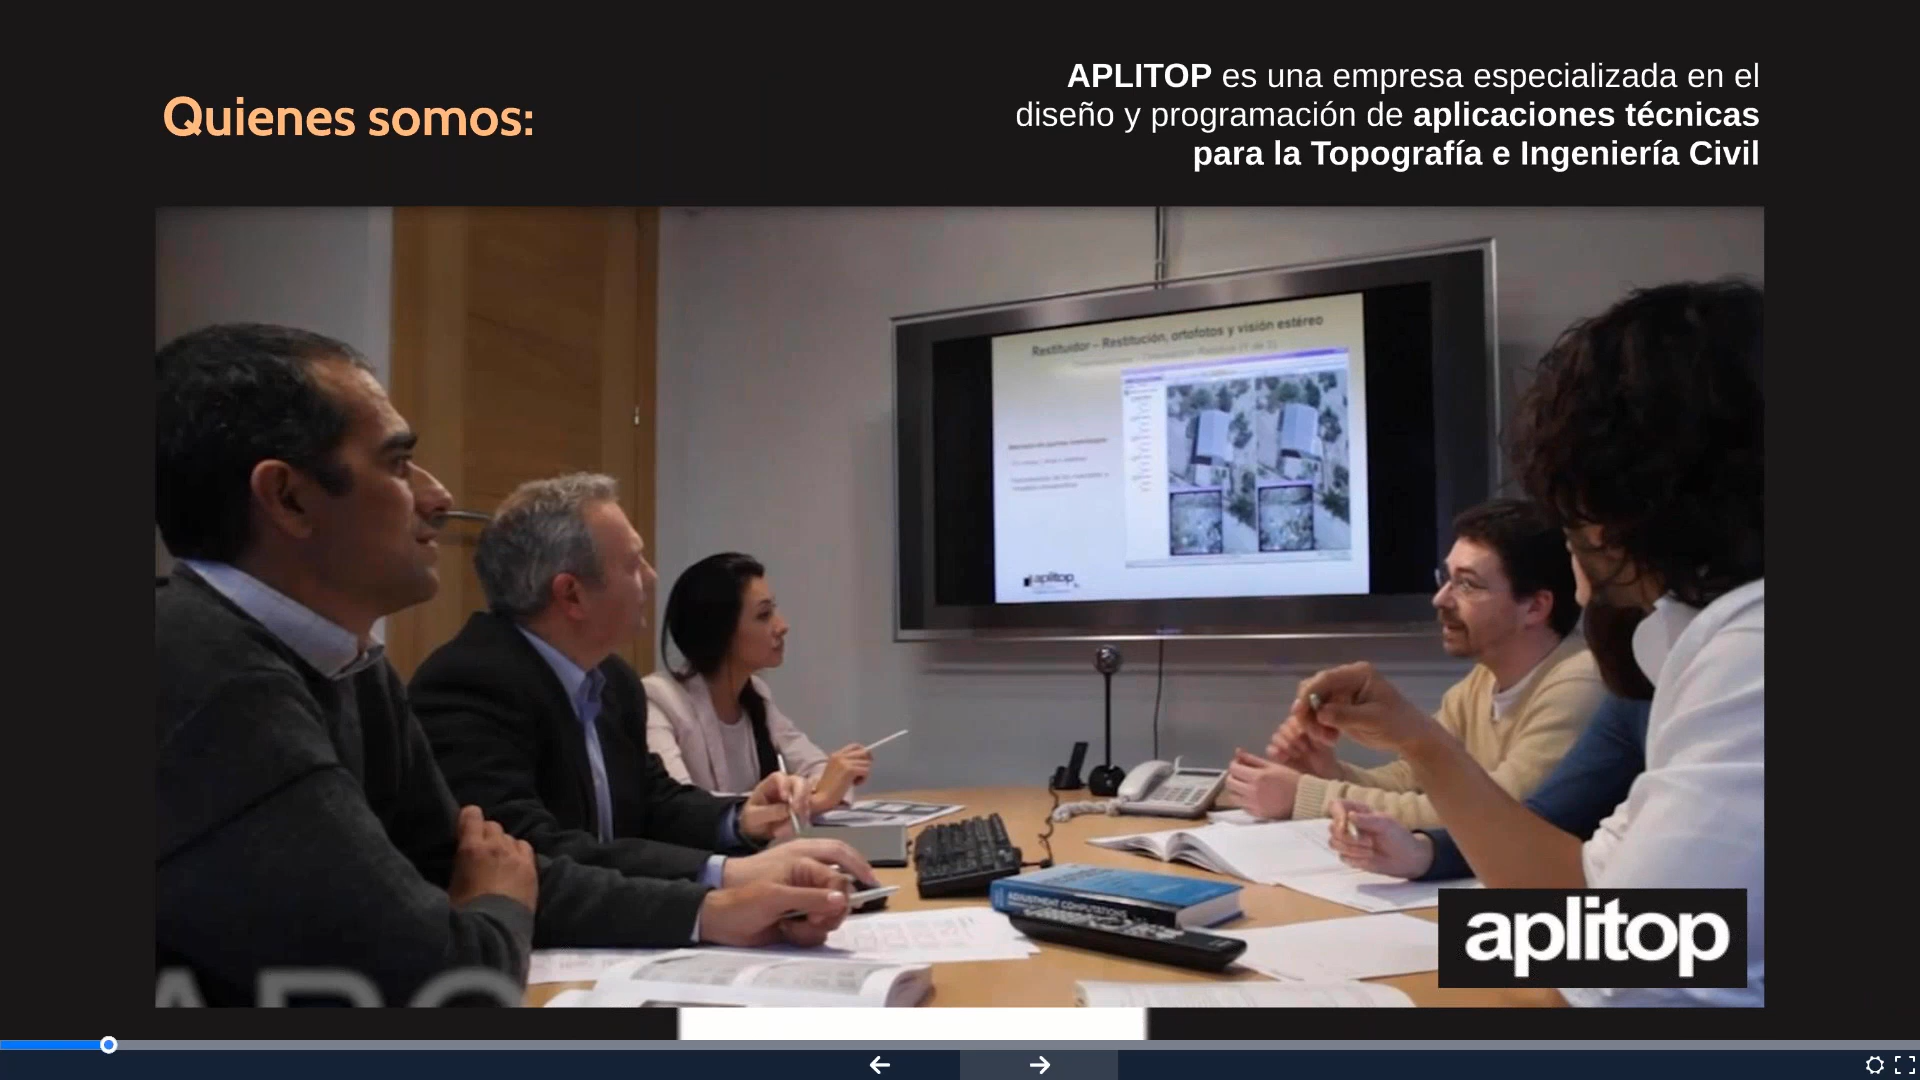 Quienes somos:
APLITOP es una empresa especializada en el
diseño y programación de aplicaciones técnicas
para la Topografía e Ingeniería Civil
Restituidor – Restitución, ortofotos y visión estéreo
aplitop
ADJUSTMENT COMPUTATIONS
aplitop